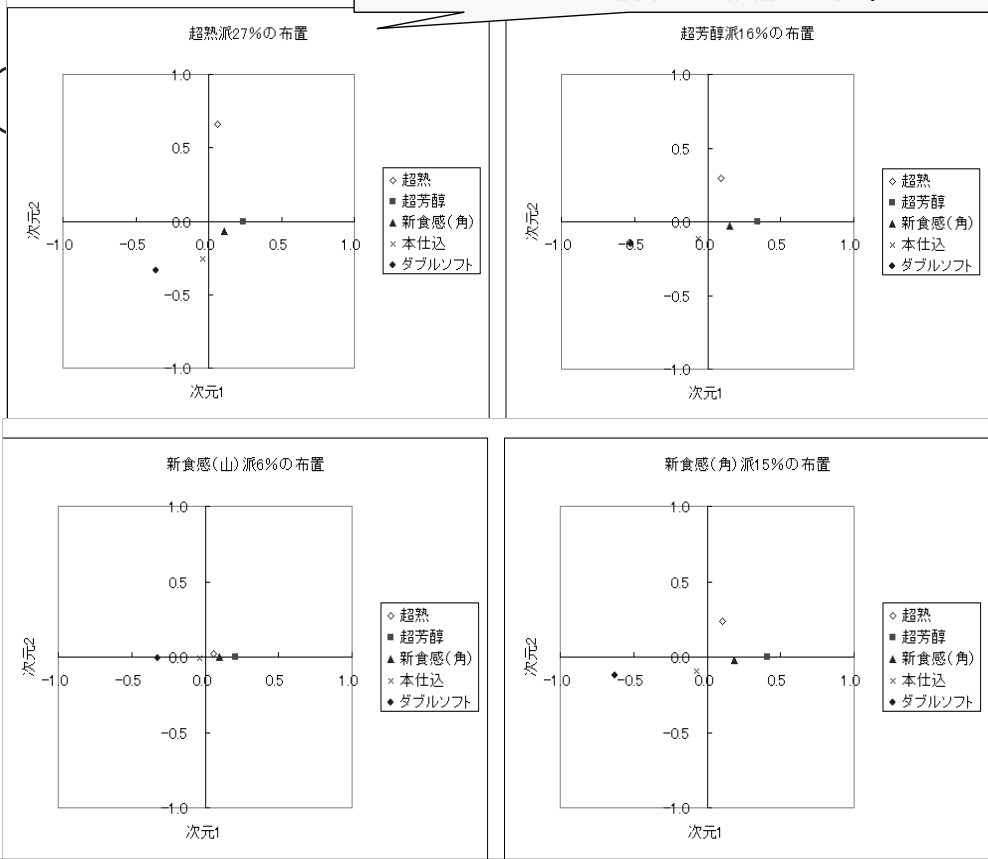 超熟派27%の布置
1.0
0.5
0.0
-1.0
-0.5
0.0
0.5
1.0
-0.5
-1.0
次元2
次元1
◇ 超熟
■ 超芳醇
▲ 新食感(角)
× 本仕込
◆ ダブルソフト
超芳醇派16%の布置
1.0
0.5
0.0
-1.0
-0.5
0.0
0.5
1.0
-0.5
-1.0
次元2
次元1
◇ 超熟
■ 超芳醇
▲ 新食感(角)
× 本仕込
◆ ダブルソフト
新食感(山)派6%の布置
1.0
0.5
0.0
-1.0
-0.5
0.0
0.5
1.0
-0.5
-1.0
次元2
次元1
◇ 超熟
■ 超芳醇
▲ 新食感(角)
× 本仕込
◆ ダブルソフト
新食感(角)派15%の布置
1.0
0.5
0.0
-1.0
-0.5
0.0
0.5
1.0
-0.5
-1.0
次元2
次元1
◇ 超熟
■ 超芳醇
▲ 新食感(角)
× 本仕込
◆ ダブルソフト